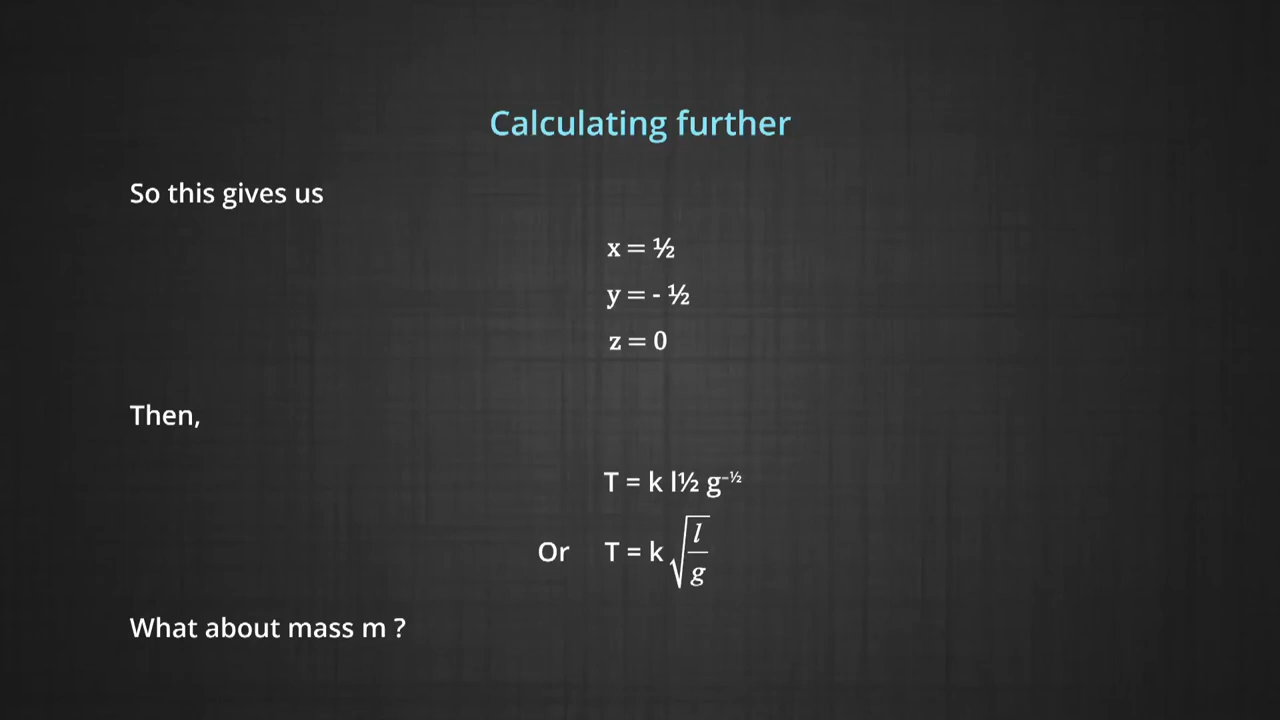 Calculating further
So this gives us
x = ½
y = - ½
z = 0
Then,
T = k l½ g⁻½
Or T = k √(l/g)
What about mass m ?